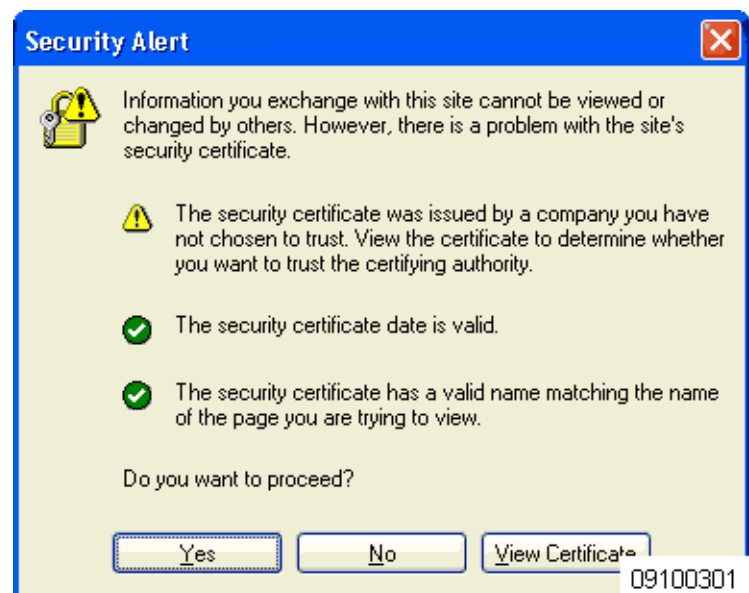 Security Alert
Information you exchange with this site cannot be viewed or
changed by others. However, there is a problem with the site's
security certificate.
The security certificate was issued by a company you have
not chosen to trust. View the certificate to determine whether
you want to trust the certifying authority.
The security certificate date is valid.
The security certificate has a valid name matching the name
of the page you are trying to view.
Do you want to proceed?
Yes No View Certificate
09100301